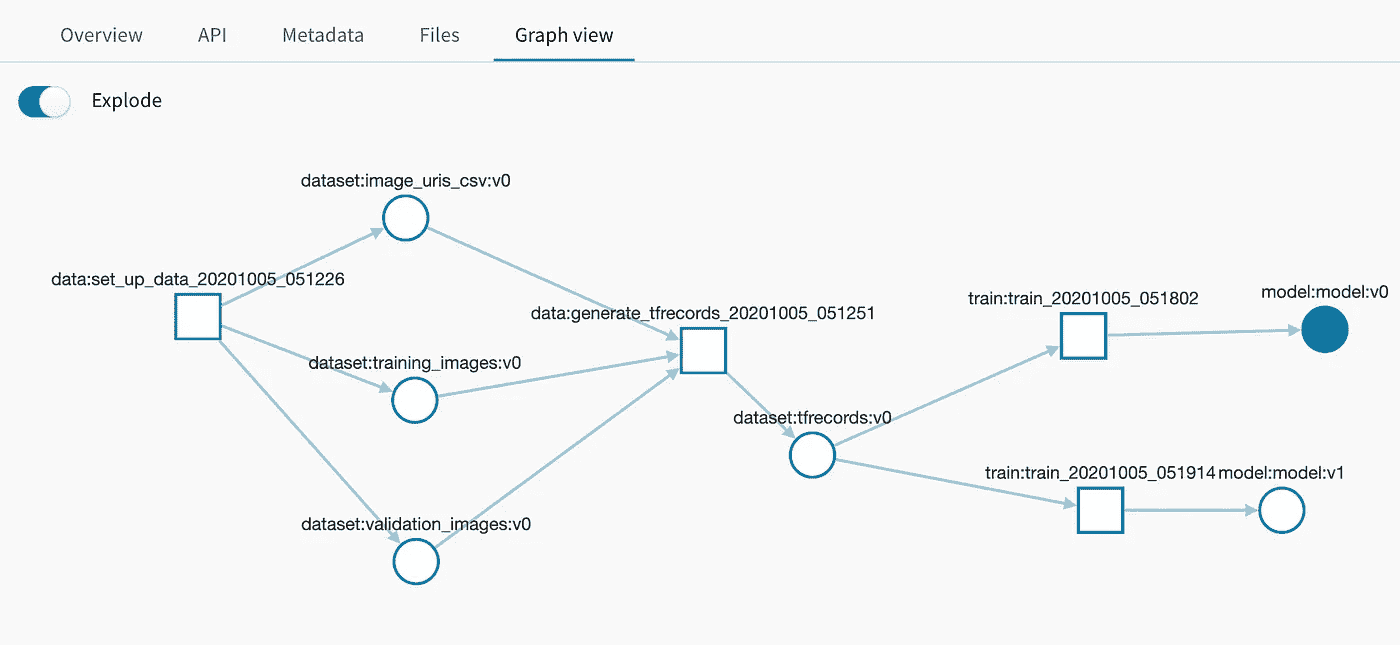 Overview API Metadata Files Graph view
Explode
dataset:image_uris_csv:v0
data:set_up_data_20201005_051226
model:model:v0
train:train_20201005_051802
data:generate_tfrecords_20201005_051251
dataset:training_images:v0
dataset:tfrecords:v0
train:train_20201005_051914 model:model:v1
dataset:validation_images:v0